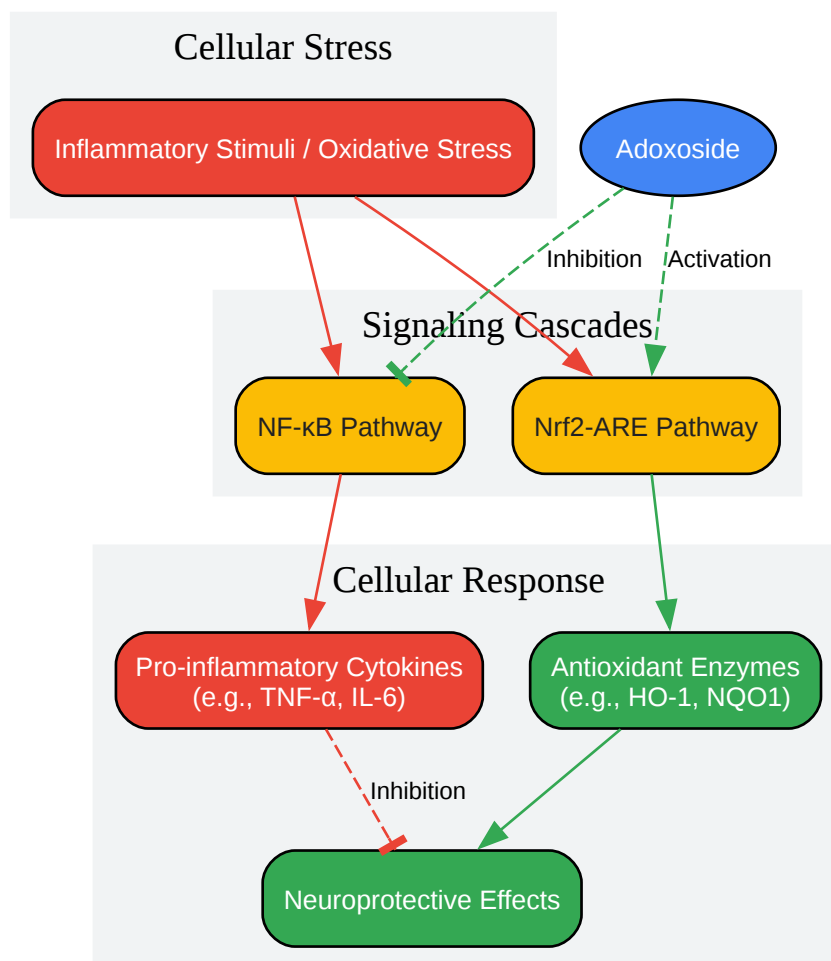 Cellular Stress
Inflammatory Stimuli / Oxidative Stress
Adoxoside
Inhibition
Activation
Signaling Cascades
NF-κB Pathway
Nrf2-ARE Pathway
Cellular Response
Pro-inflammatory Cytokines
(e.g., TNF-α, IL-6)
Antioxidant Enzymes
(e.g., HO-1, NQO1)
Inhibition
Neuroprotective Effects